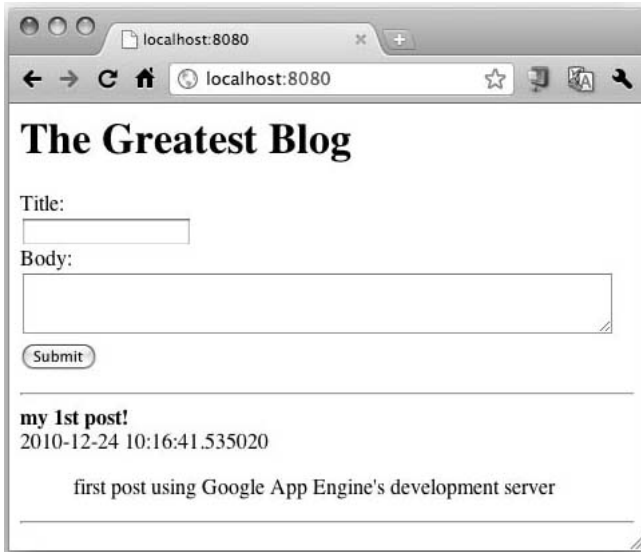 localhost:8080
localhost:8080
The Greatest Blog
Title:
Body:
Submit
my 1st post!
2010-12-24 10:16:41.535020
first post using Google App Engine's development server